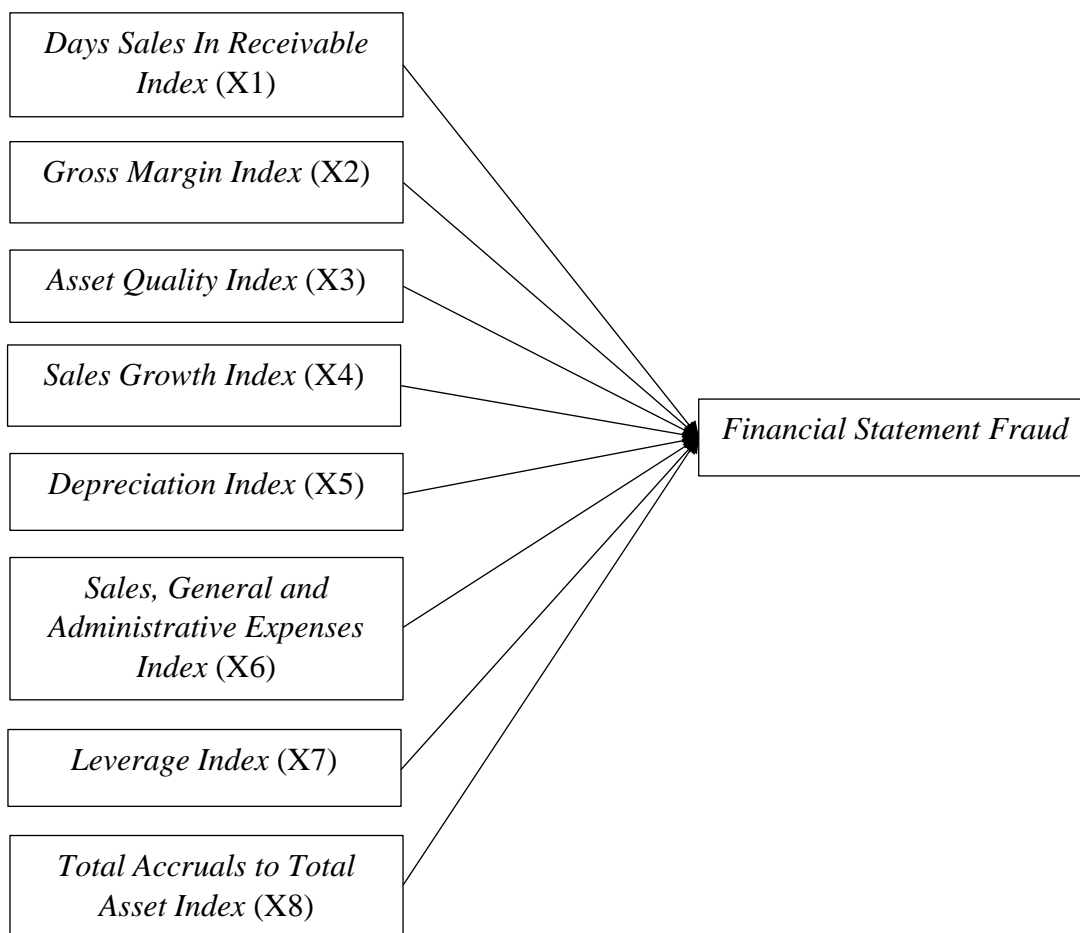 Days Sales In Receivable
Index (X1)
Gross Margin Index (X2)
Asset Quality Index (X3)
Sales Growth Index (X4)
Financial Statement Fraud
Depreciation Index (X5)
Sales, General and
Administrative Expenses
Index (X6)
Leverage Index (X7)
Total Accruals to Total
Asset Index (X8)